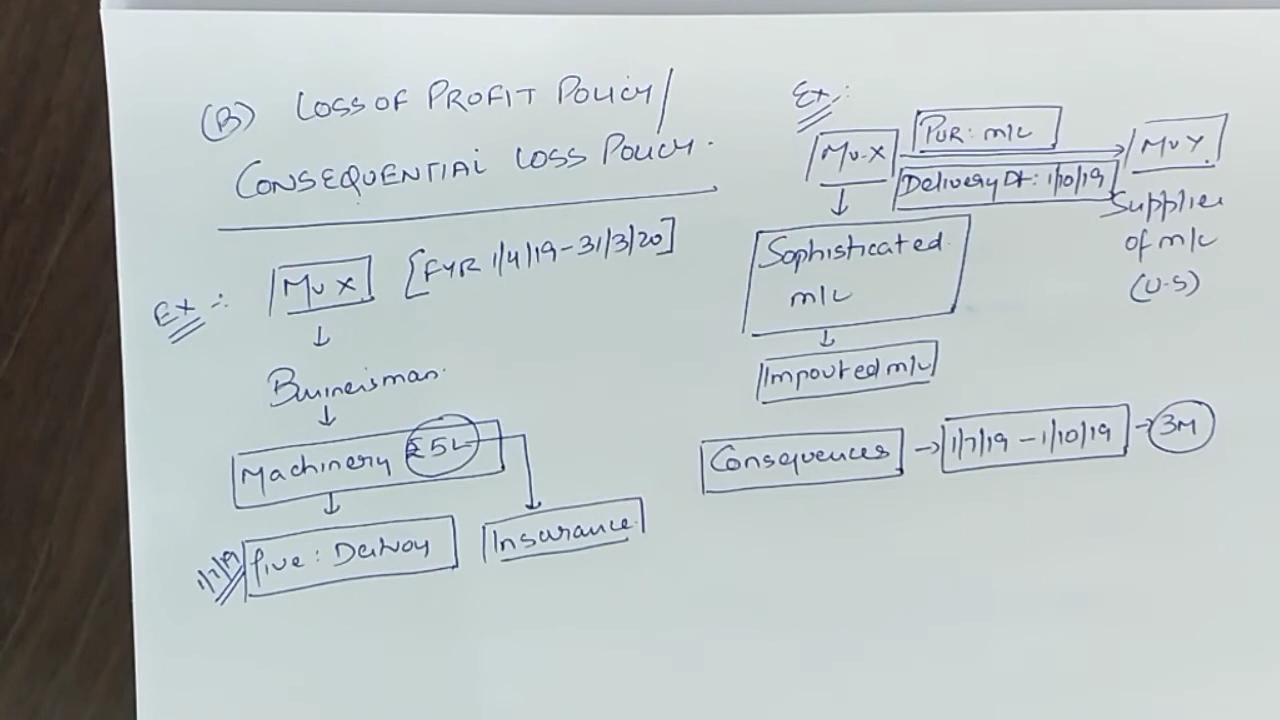 (B) LOSS OF PROFIT POLICY/
CONSEQUENTIAL LOSS POLICY.
Ex :
Mr X [FYR 1/4/19 - 31/3/20]
↓
Businessman.
↓
Machinery ₹5L
↓
1/7/19 fire : Destroy
Insurance.
Ex :
Mr. X
PUR: m/c
Delivery Dt: 1/10/19
Mr Y.
Supplier
of m/c
(U.S)
↓
Sophisticated
m/c
↓
Imported m/c
Consequences → 1/7/19 - 1/10/19 → 3M